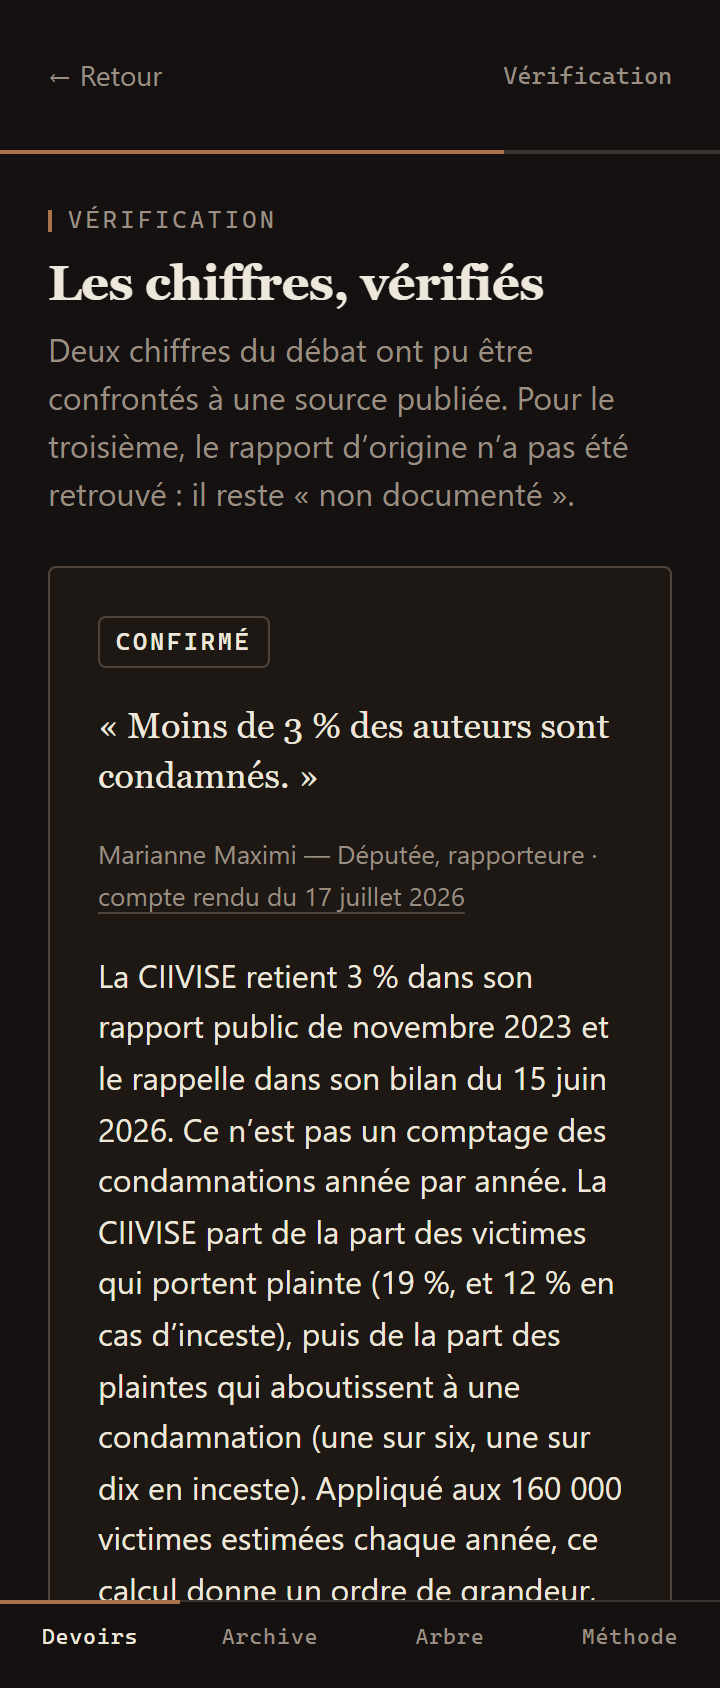 ← Retour
Vérification
VÉRIFICATION
Les chiffres, vérifiés
Deux chiffres du débat ont pu être
confrontés à une source publiée. Pour le
troisième, le rapport d’origine n’a pas été
retrouvé : il reste « non documenté ».
CONFIRMÉ
« Moins de 3 % des auteurs sont
condamnés. »
Marianne Maximi — Députée, rapporteure ·
compte rendu du 17 juillet 2026
La CIIVISE retient 3 % dans son
rapport public de novembre 2023 et
le rappelle dans son bilan du 15 juin
2026. Ce n’est pas un comptage des
condamnations année par année. La
CIIVISE part de la part des victimes
qui portent plainte (19 %, et 12 % en
cas d’inceste), puis de la part des
plaintes qui aboutissent à une
condamnation (une sur six, une sur
dix en inceste). Appliqué aux 160 000
victimes estimées chaque année, ce
calcul donne un ordre de grandeur,
Devoirs
Archive
Arbre
Méthode